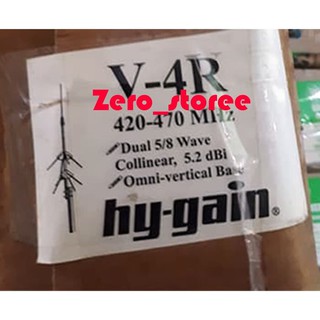 V-4R
Zero_storee
420-470 MHz
Dual 5/8 Wave
Collinear, 5.2 dBi
Omni-vertical Base
hy-gain®